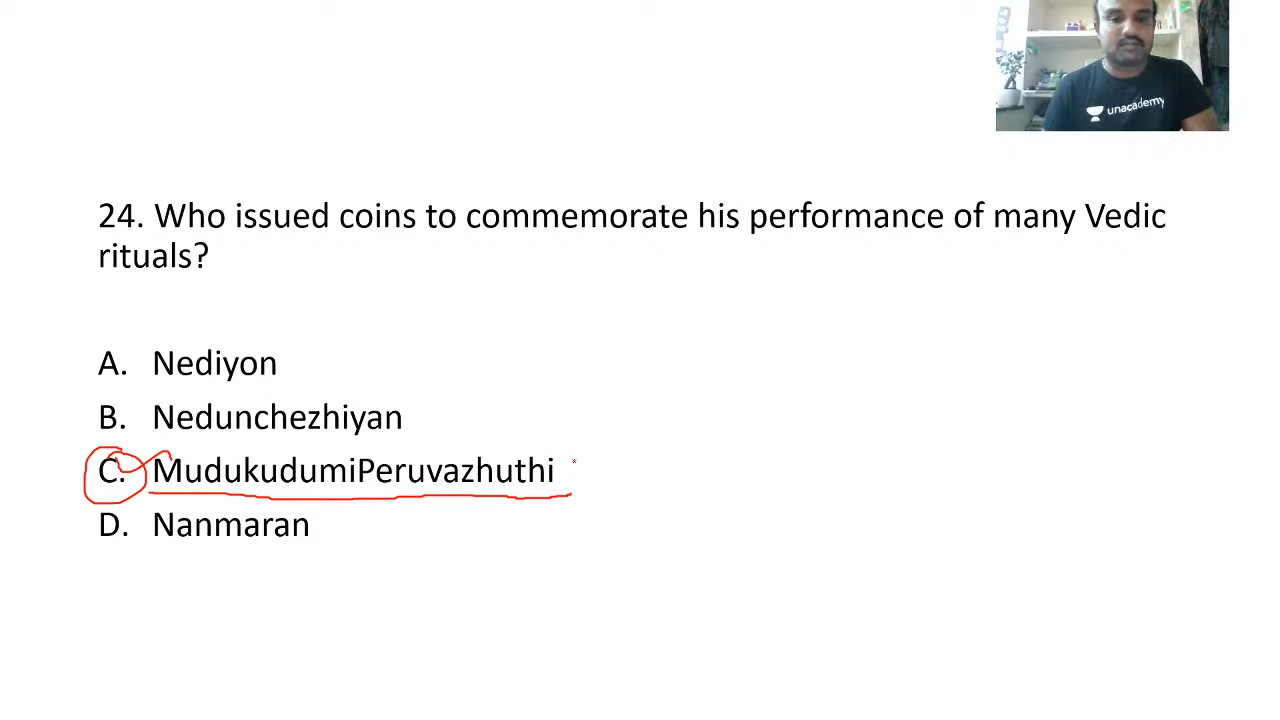 unacademy
24. Who issued coins to commemorate his performance of many Vedic
rituals?
A. Nediyon
B. Nedunchezhiyan
C. MudukudumiPeruvazhuthi
D. Nanmaran